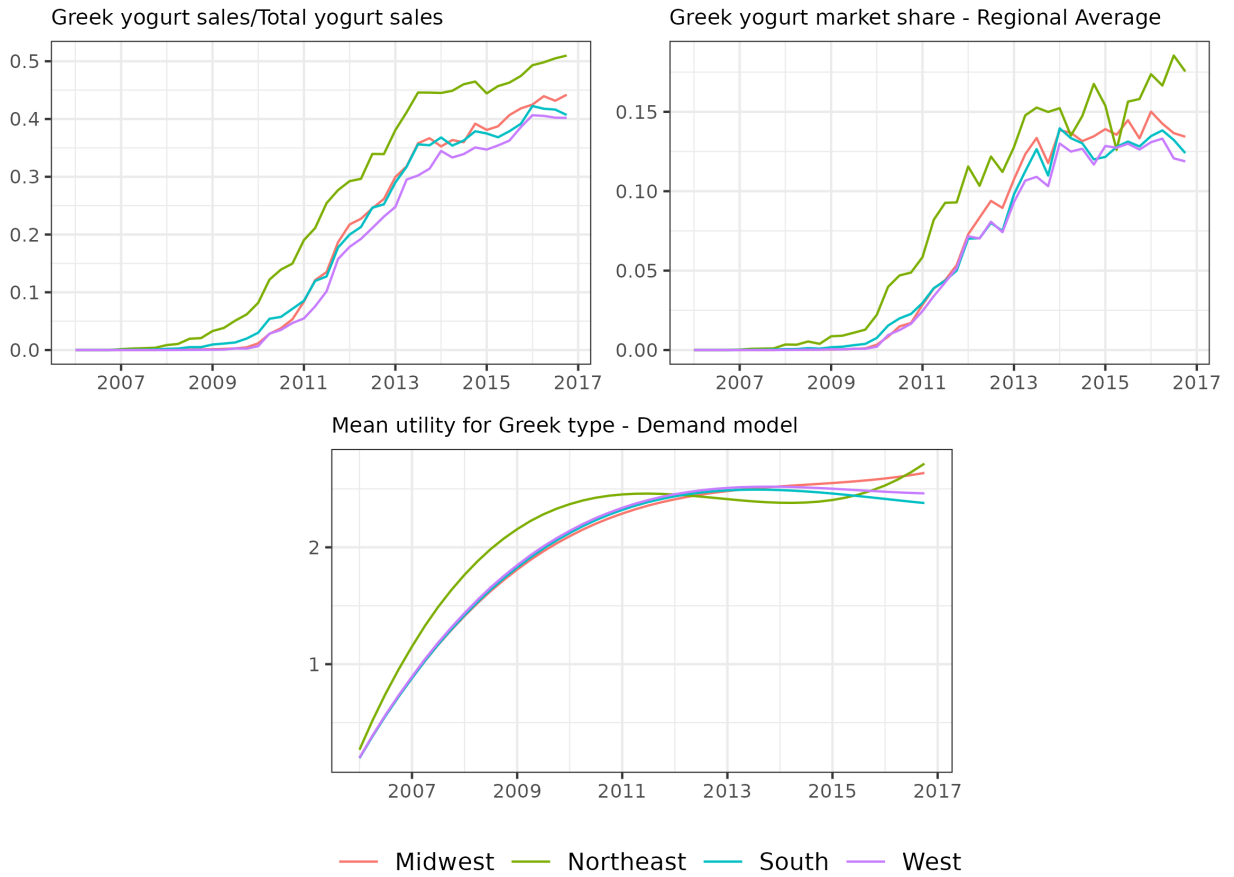 Greek yogurt sales/Total yogurt sales
0.5
0.4
0.3
0.2
0.1
0.0
2007 2009 2011 2013 2015 2017
Greek yogurt market share - Regional Average
0.15
0.10
0.05
0.00
2007 2009 2011 2013 2015 2017
Mean utility for Greek type - Demand model
2
1
2007 2009 2011 2013 2015 2017
Midwest Northeast South West